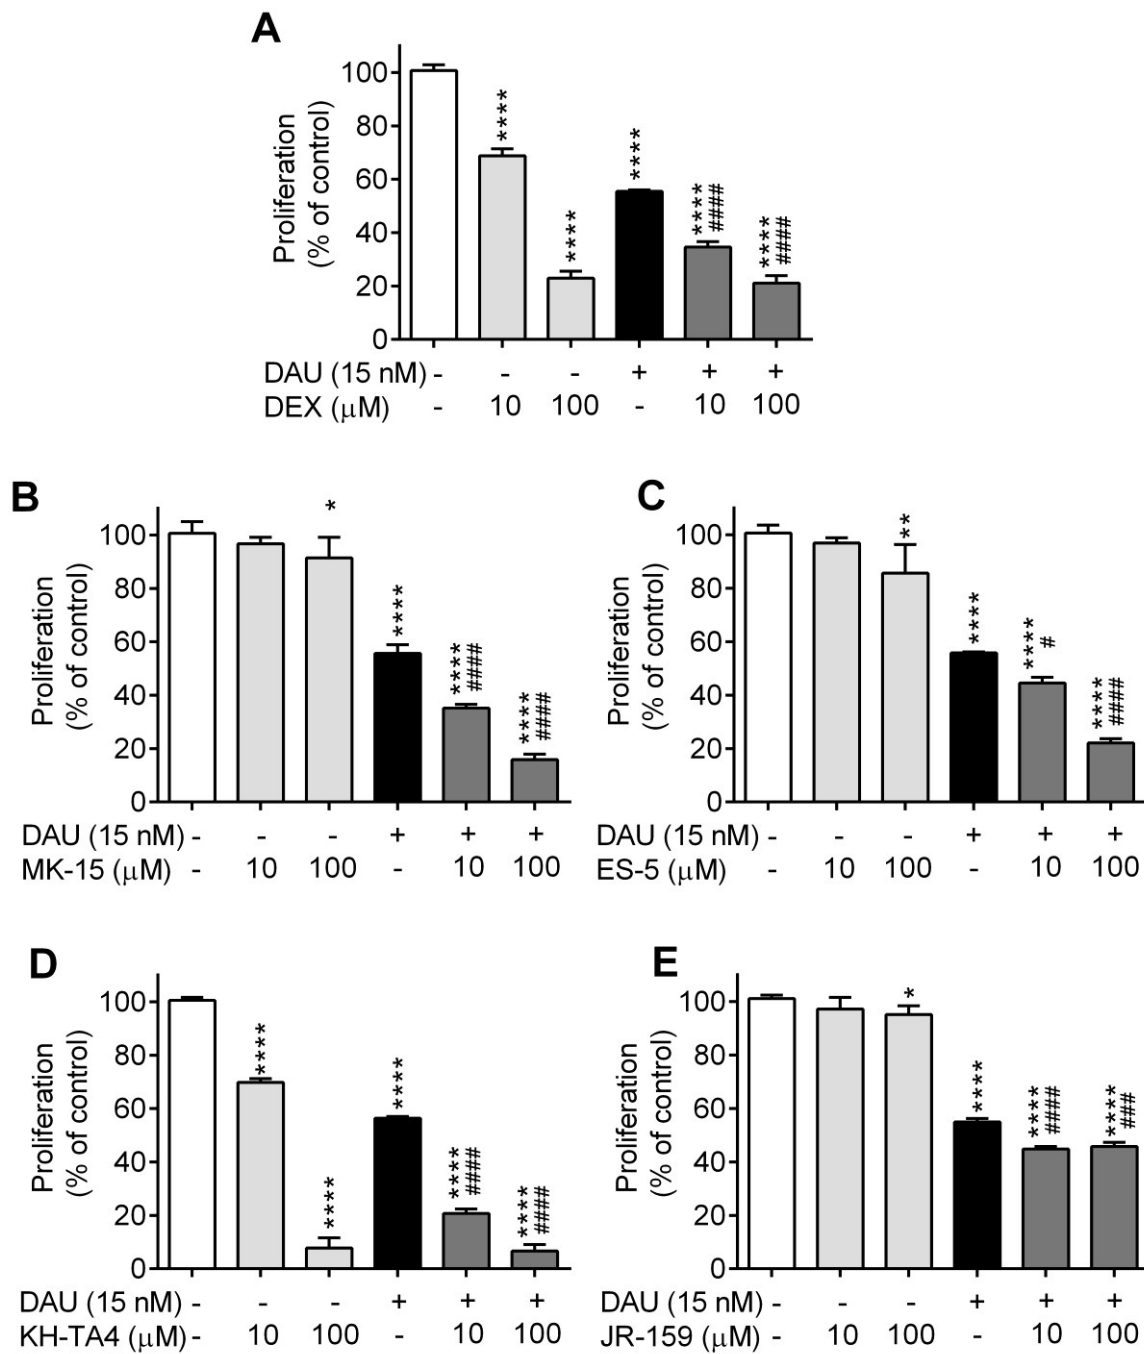 A
Proliferation
(% of control)
100
80
60
40
20
0
****
****
****
****
####
****
####
DAU (15 nM) - - - + + +
DEX (μM) - 10 100 - 10 100
B
Proliferation
(% of control)
100
80
60
40
20
0
*
****
****
####
****
####
DAU (15 nM) - - - + + +
MK-15 (μM) - 10 100 - 10 100
C
Proliferation
(% of control)
100
80
60
40
20
0
**
****
****
#
****
####
DAU (15 nM) - - - + + +
ES-5 (μM) - 10 100 - 10 100
D
Proliferation
(% of control)
100
80
60
40
20
0
****
****
****
****
####
****
####
DAU (15 nM) - - - + + +
KH-TA4 (μM) - 10 100 - 10 100
E
Proliferation
(% of control)
100
80
60
40
20
0
*
****
****
####
****
###
DAU (15 nM) - - - + + +
JR-159 (μM) - 10 100 - 10 100